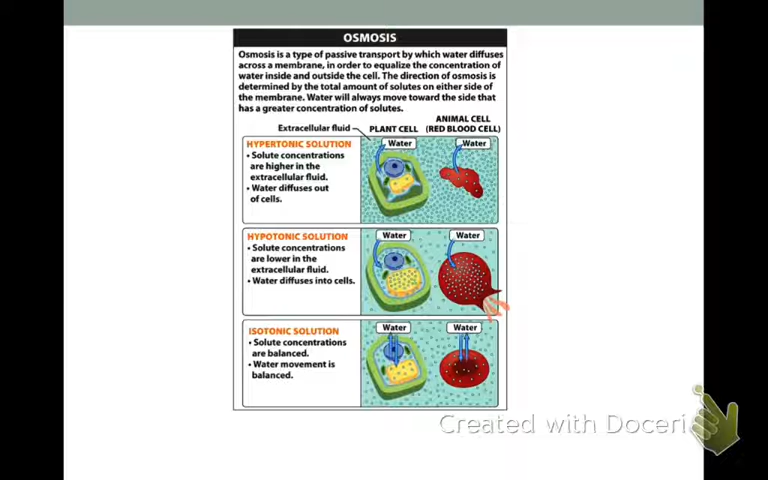 OSMOSIS
Osmosis is a type of passive transport by which water diffuses
across a membrane, in order to equalize the concentration of
water inside and outside the cell. The direction of osmosis is
determined by the total amount of solutes on either side of
the membrane. Water will always move toward the side that
has a greater concentration of solutes.
Extracellular fluid
PLANT CELL
ANIMAL CELL
(RED BLOOD CELL)
HYPERTONIC SOLUTION
• Solute concentrations
are higher in the
extracellular fluid.
• Water diffuses out
of cells.
Water
Water
HYPOTONIC SOLUTION
• Solute concentrations
are lower in the
extracellular fluid.
• Water diffuses into cells.
Water
Water
ISOTONIC SOLUTION
• Solute concentrations
are balanced.
• Water movement is
balanced.
Water
Water
Created with Doceri